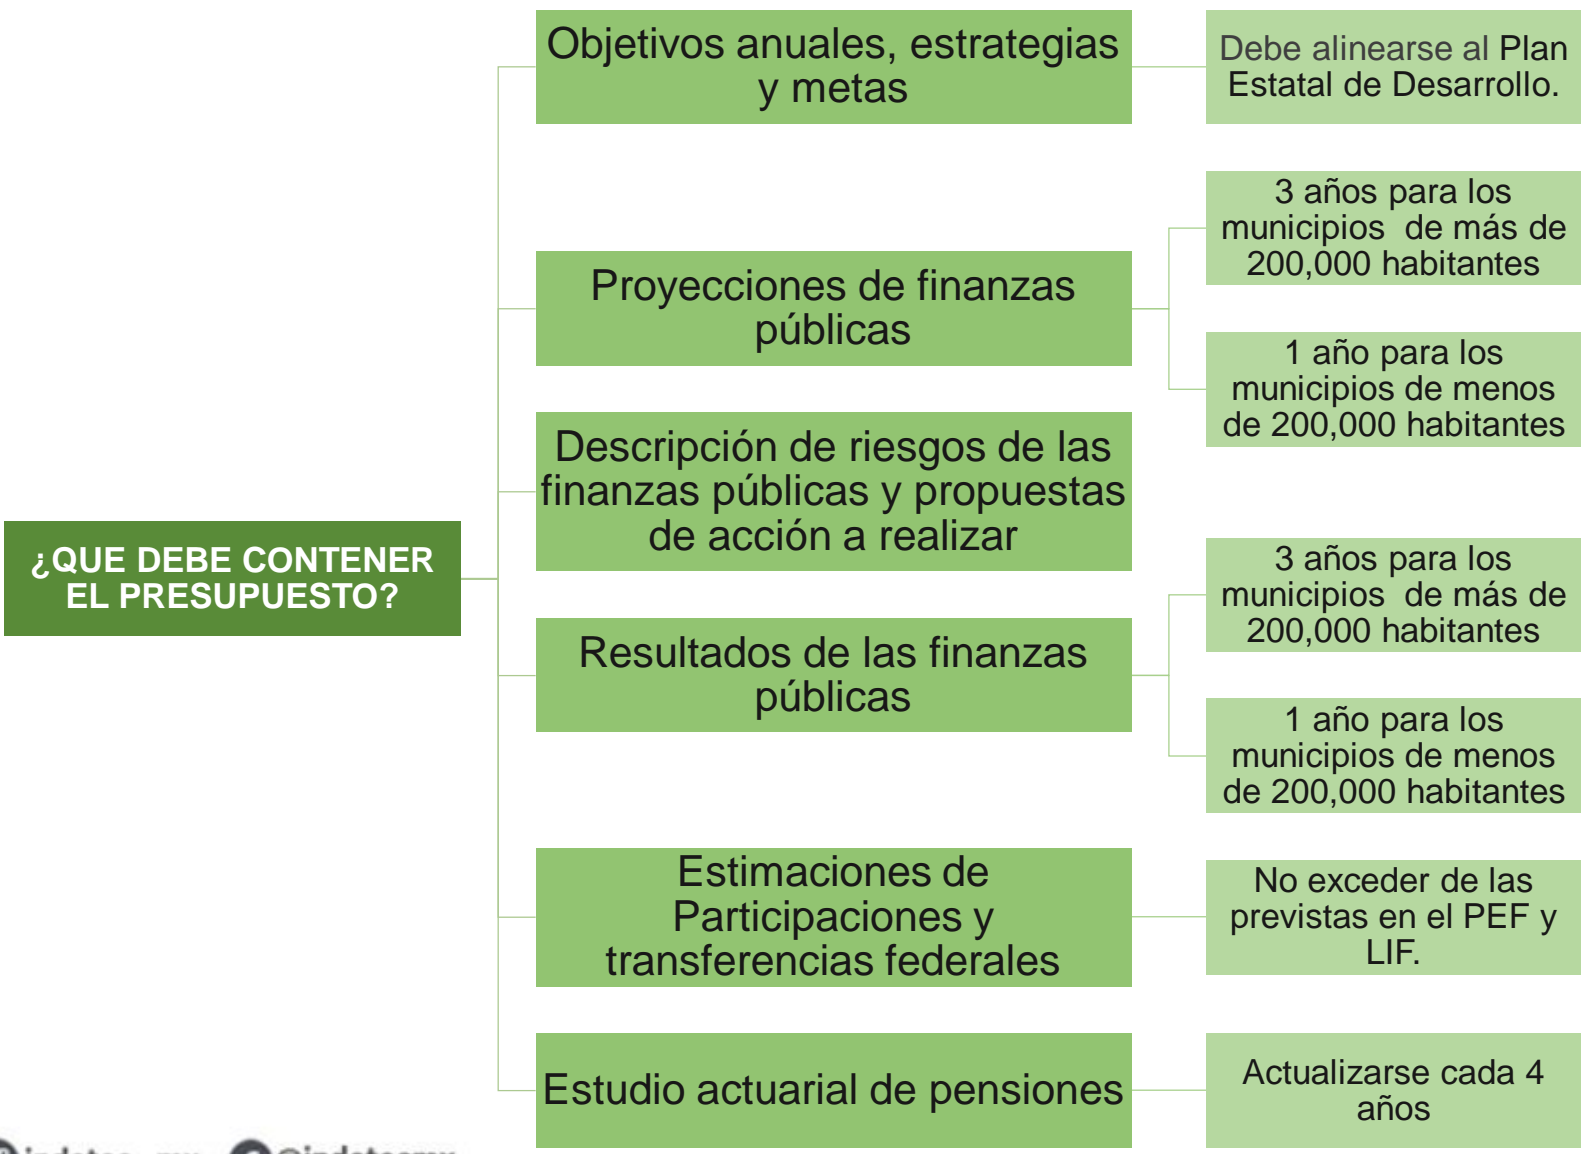 Objetivos anuales, estrategias
y metas
Debe alinearse al Plan
Estatal de Desarrollo.
Proyecciones de finanzas
públicas
3 años para los
municipios de más de
200,000 habitantes
1 año para los
municipios de menos
de 200,000 habitantes
Descripción de riesgos de las
finanzas públicas y propuestas
de acción a realizar
¿QUE DEBE CONTENER
EL PRESUPUESTO?
Resultados de las finanzas
públicas
3 años para los
municipios de más de
200,000 habitantes
1 año para los
municipios de menos
de 200,000 habitantes
Estimaciones de
Participaciones y
transferencias federales
No exceder de las
previstas en el PEF y
LIF.
Estudio actuarial de pensiones
Actualizarse cada 4
años